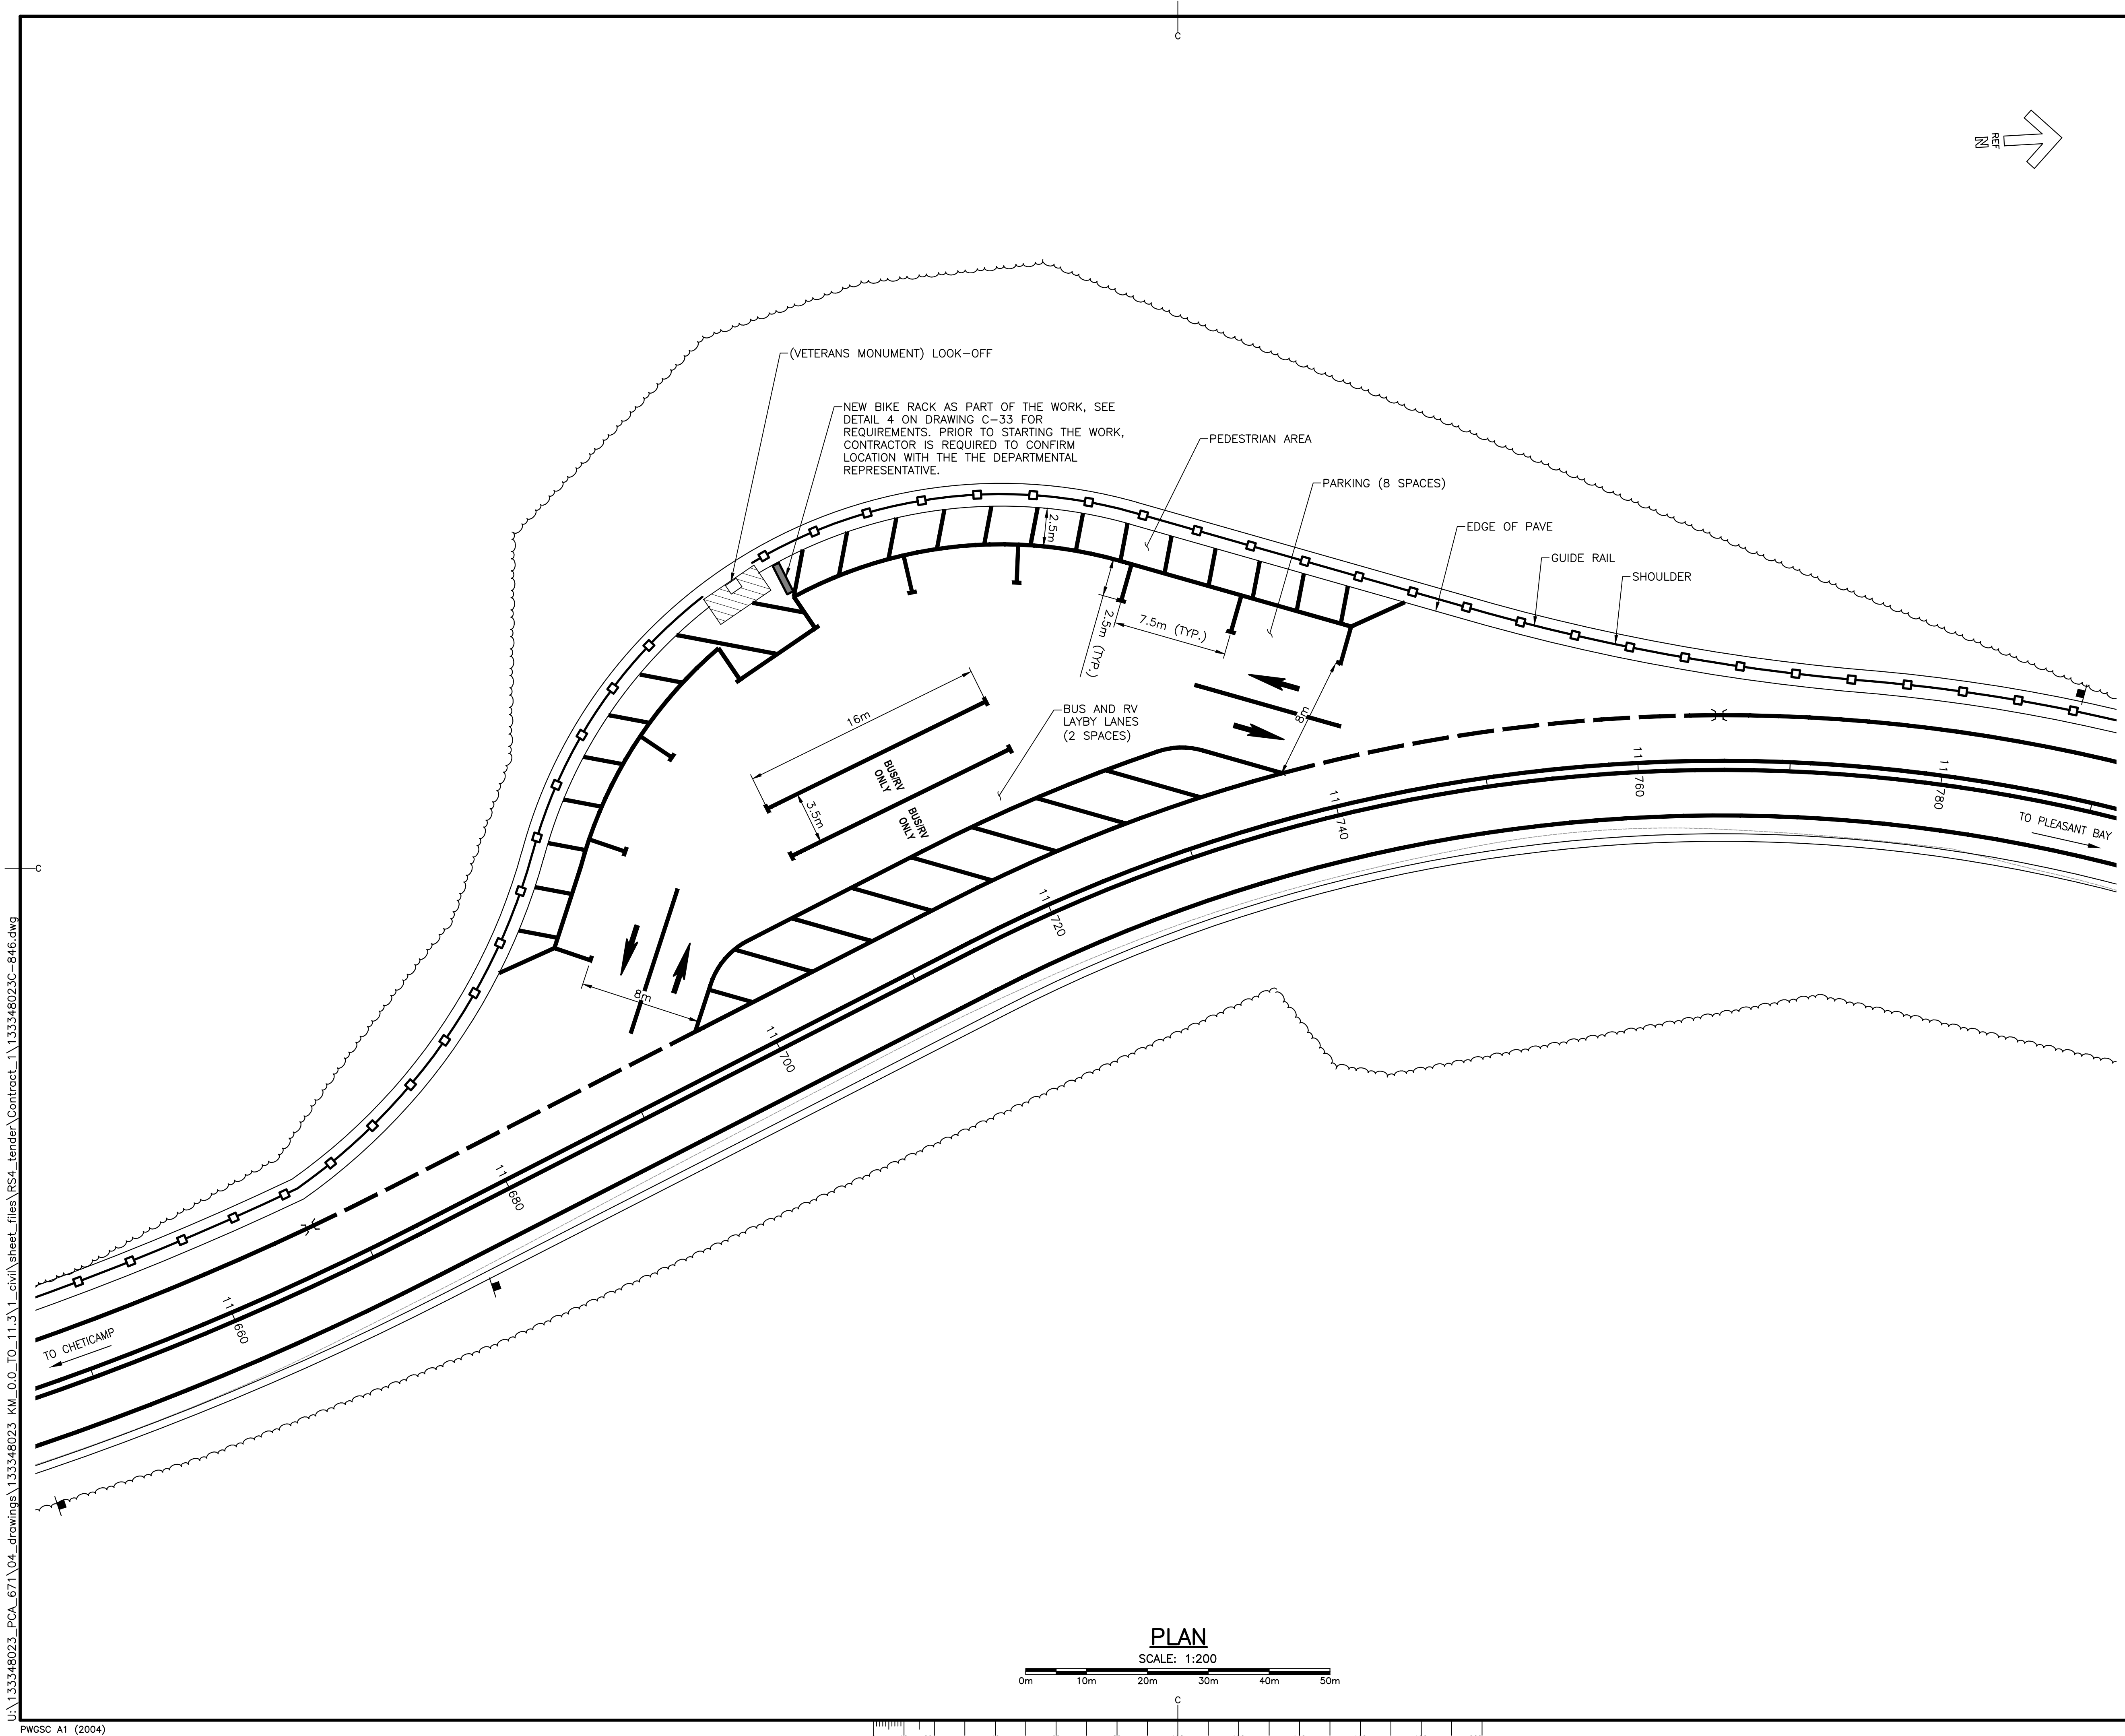 C
REF
N
(VETERANS MONUMENT) LOOK-OFF
NEW BIKE RACK AS PART OF THE WORK, SEE
DETAIL 4 ON DRAWING C-33 FOR
REQUIREMENTS. PRIOR TO STARTING THE WORK,
CONTRACTOR IS REQUIRED TO CONFIRM
LOCATION WITH THE THE DEPARTMENTAL
REPRESENTATIVE.
PEDESTRIAN AREA
PARKING (8 SPACES)
EDGE OF PAVE
GUIDE RAIL
SHOULDER
2.5m
2.5m (TYP.)
7.5m (TYP.)
8m
16m
3.5m
BUS/RV
ONLY
BUS/RV
ONLY
BUS AND RV
LAYBY LANES
(2 SPACES)
8m
11 660
11 680
11 700
11 720
11 740
11 760
11 780
TO PLEASANT BAY
TO CHETICAMP
C
PLAN
SCALE: 1:200
0m 10m 20m 30m 40m 50m
C
U:\133348023_PCA_671\04_drawings\133348023 KM_0.0_TO_11.3\1_civil\sheet_files\RS4_tender\Contract_1\133348023C-846.dwg
PWGSC A1 (2004)